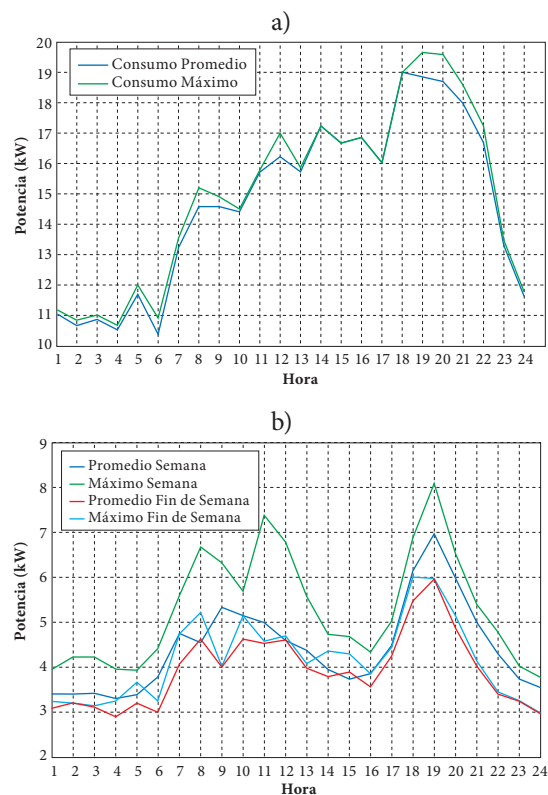 a)
20
19
18
17
16
15
14
13
12
11
10
Potencia (kW)
Consumo Promedio
Consumo Máximo
1 2 3 4 5 6 7 8 9 10 11 12 13 14 15 16 17 18 19 20 21 22 23 24
Hora
b)
9
8
7
6
5
4
3
2
Potencia (kW)
Promedio Semana
Máximo Semana
Promedio Fin de Semana
Máximo Fin de Semana
1 2 3 4 5 6 7 8 9 10 11 12 13 14 15 16 17 18 19 20 21 22 23 24
Hora